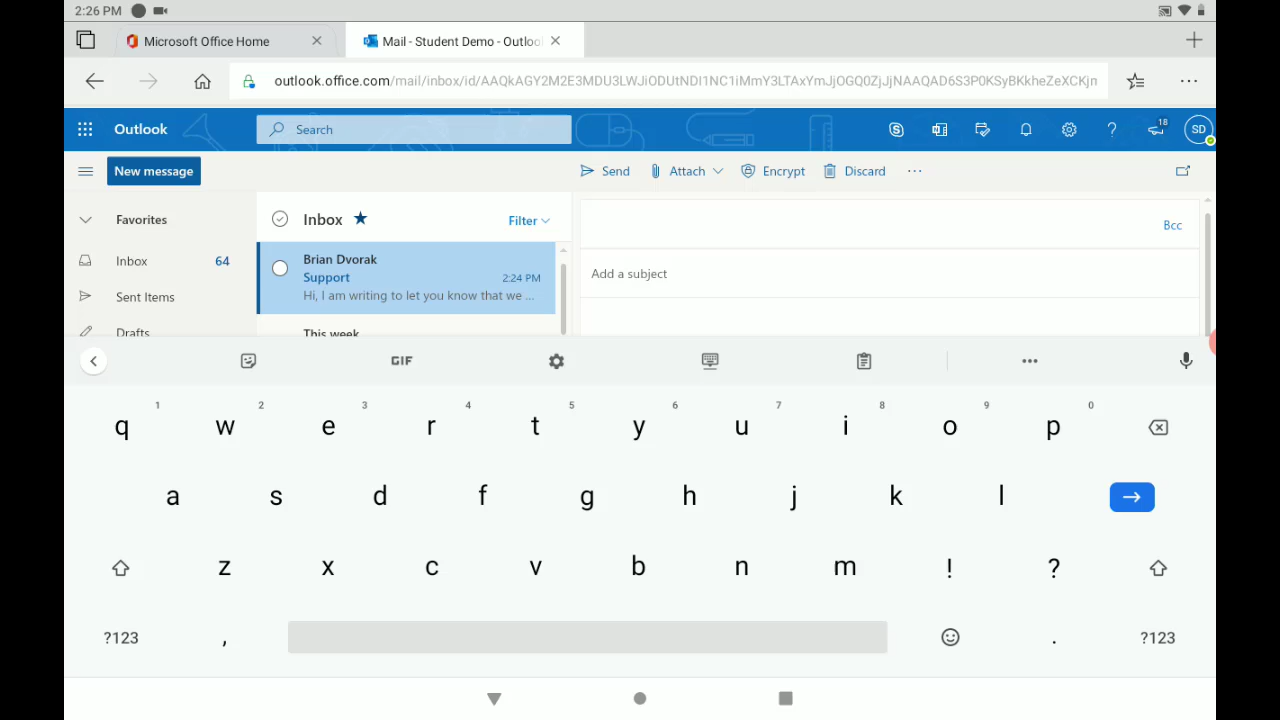 2:26 PM
Microsoft Office Home
Mail - Student Demo - Outloo
outlook.office.com/mail/inbox/id/AAQkAGY2M2E3MDU3LWJiODUtNDI1NC1iMmY3LTAxYmJjOGQ0ZjJjNAAQAD6S3P0KSyBKkheZeXCKjm
Outlook
Search
18
SD
New message
Send
Attach
Encrypt
Discard
Favorites
Inbox
Filter
Bcc
Inbox 64
Brian Dvorak
Support
2:24 PM
Hi, I am writing to let you know that we ...
Add a subject
Sent Items
Drafts
This week
GIF
1 2 3 4 5 6 7 8 9 0
q w e r t y u i o p
a s d f g h j k l
z x c v b n m ! ?
?123 , . ?123